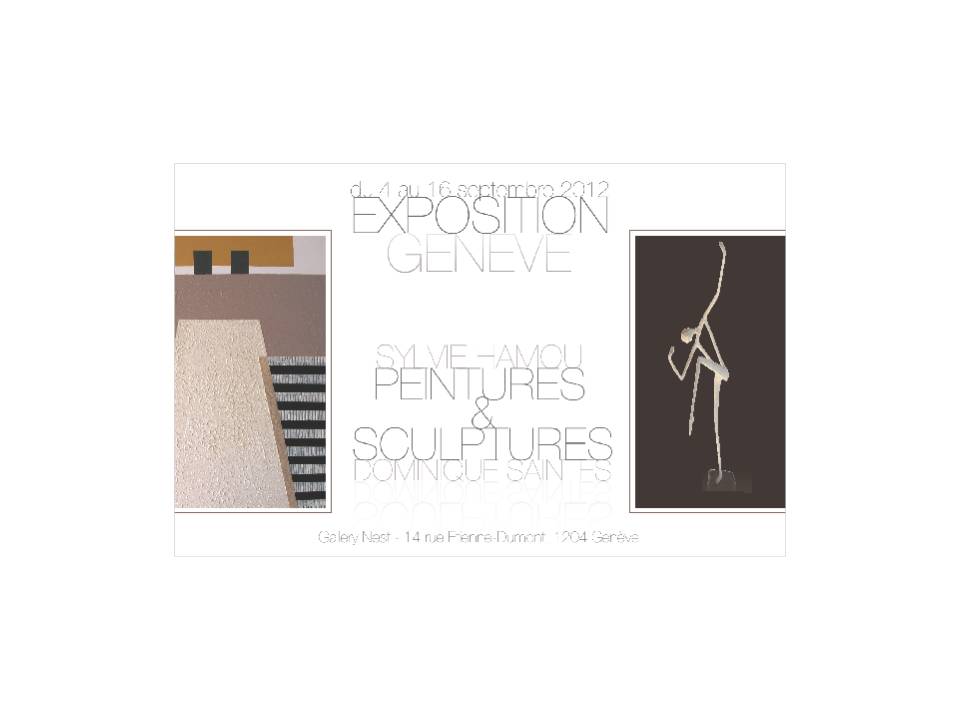 du 4 au 16 septembre 2012
EXPOSITION
GENEVE
SYLVIE HAMOU
PEINTURES
&
SCULPTURES
DOMINIQUE SAINTES
Galery Nest - 14 rue Etienne-Dumont 1204 Genève